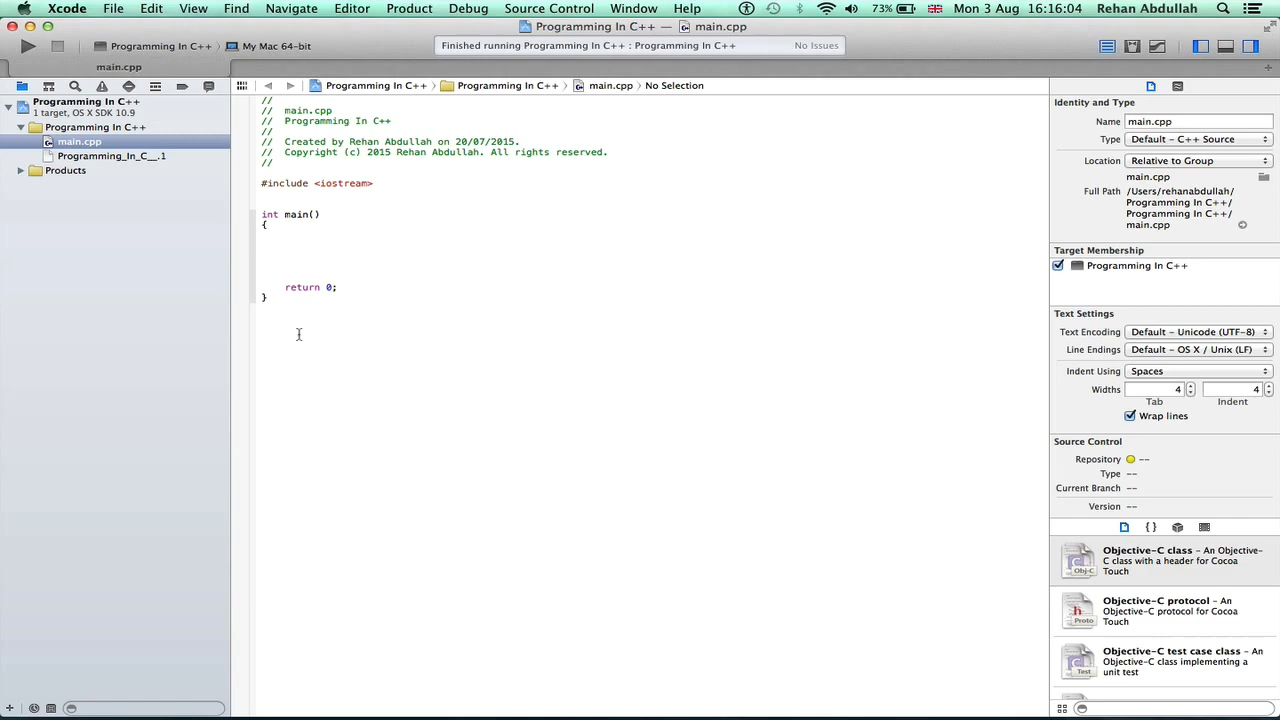 Xcode File Edit View Find Navigate Editor Product Debug Source Control Window Help 73% Mon 3 Aug 16:16:04 Rehan Abdullah
Programming In C++ — main.cpp
Programming In C++ 〉 My Mac 64-bit
Finished running Programming In C++ : Programming In C++ No Issues
main.cpp
Programming In C++ 〉 Programming In C++ 〉 main.cpp 〉 No Selection
Programming In C++
1 target, OS X SDK 10.9
Programming In C++
main.cpp
Programming_In_C__.1
Products
//
// main.cpp
// Programming In C++
//
// Created by Rehan Abdullah on 20/07/2015.
// Copyright (c) 2015 Rehan Abdullah. All rights reserved.
//
#include <iostream>
int main()
{
return 0;
}
Identity and Type
Name main.cpp
Type Default – C++ Source
Location Relative to Group
main.cpp
Full Path /Users/rehanabdullah/
Programming In C++/
Programming In C++/
main.cpp
Target Membership
Programming In C++
Text Settings
Text Encoding Default – Unicode (UTF-8)
Line Endings Default – OS X / Unix (LF)
Indent Using Spaces
Widths 4 4
Tab Indent
Wrap lines
Source Control
Repository --
Type --
Current Branch --
Version --
{ }
Obj-C
Objective-C class – An Objective-
C class with a header for Cocoa
Touch
h
Proto
Objective-C protocol – An
Objective-C protocol for Cocoa
Touch
Test
Objective-C test case class – An
Objective-C class implementing a
unit test